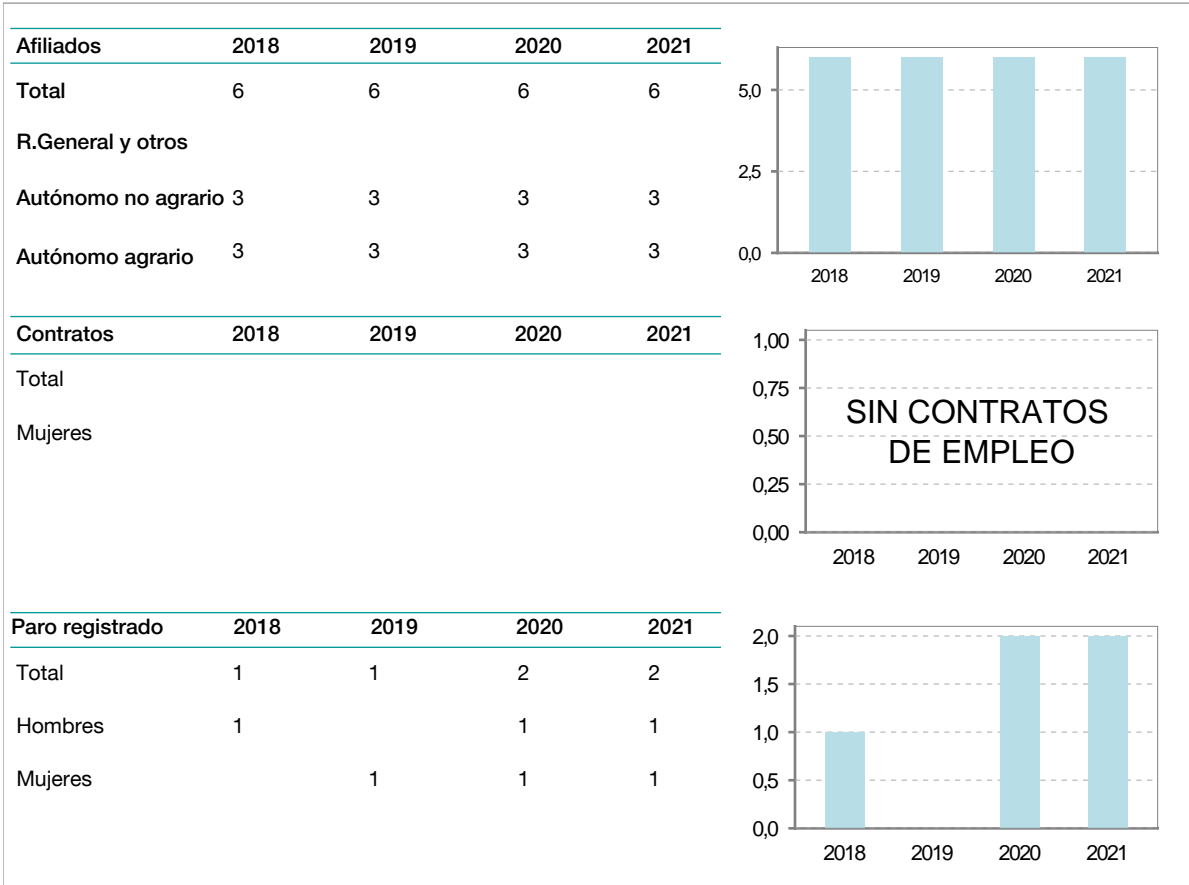 Afiliados 2018 2019 2020 2021
Total 6 6 6 6
R.General y otros
Autónomo no agrario 3 3 3 3
Autónomo agrario 3 3 3 3
5,0
2,5
0,0
2018 2019 2020 2021
Contratos 2018 2019 2020 2021
Total
Mujeres
1,00
0,75
0,50
0,25
0,00
SIN CONTRATOS
DE EMPLEO
2018 2019 2020 2021
Paro registrado 2018 2019 2020 2021
Total 1 1 2 2
Hombres 1 1 1
Mujeres 1 1 1
2,0
1,5
1,0
0,5
0,0
2018 2019 2020 2021